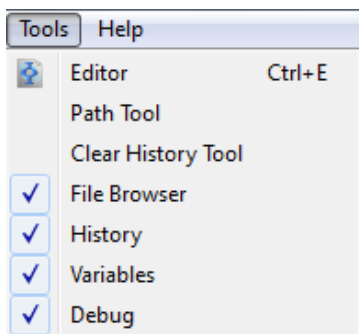 Tools Help
Editor Ctrl+E
Path Tool
Clear History Tool
File Browser
History
Variables
Debug